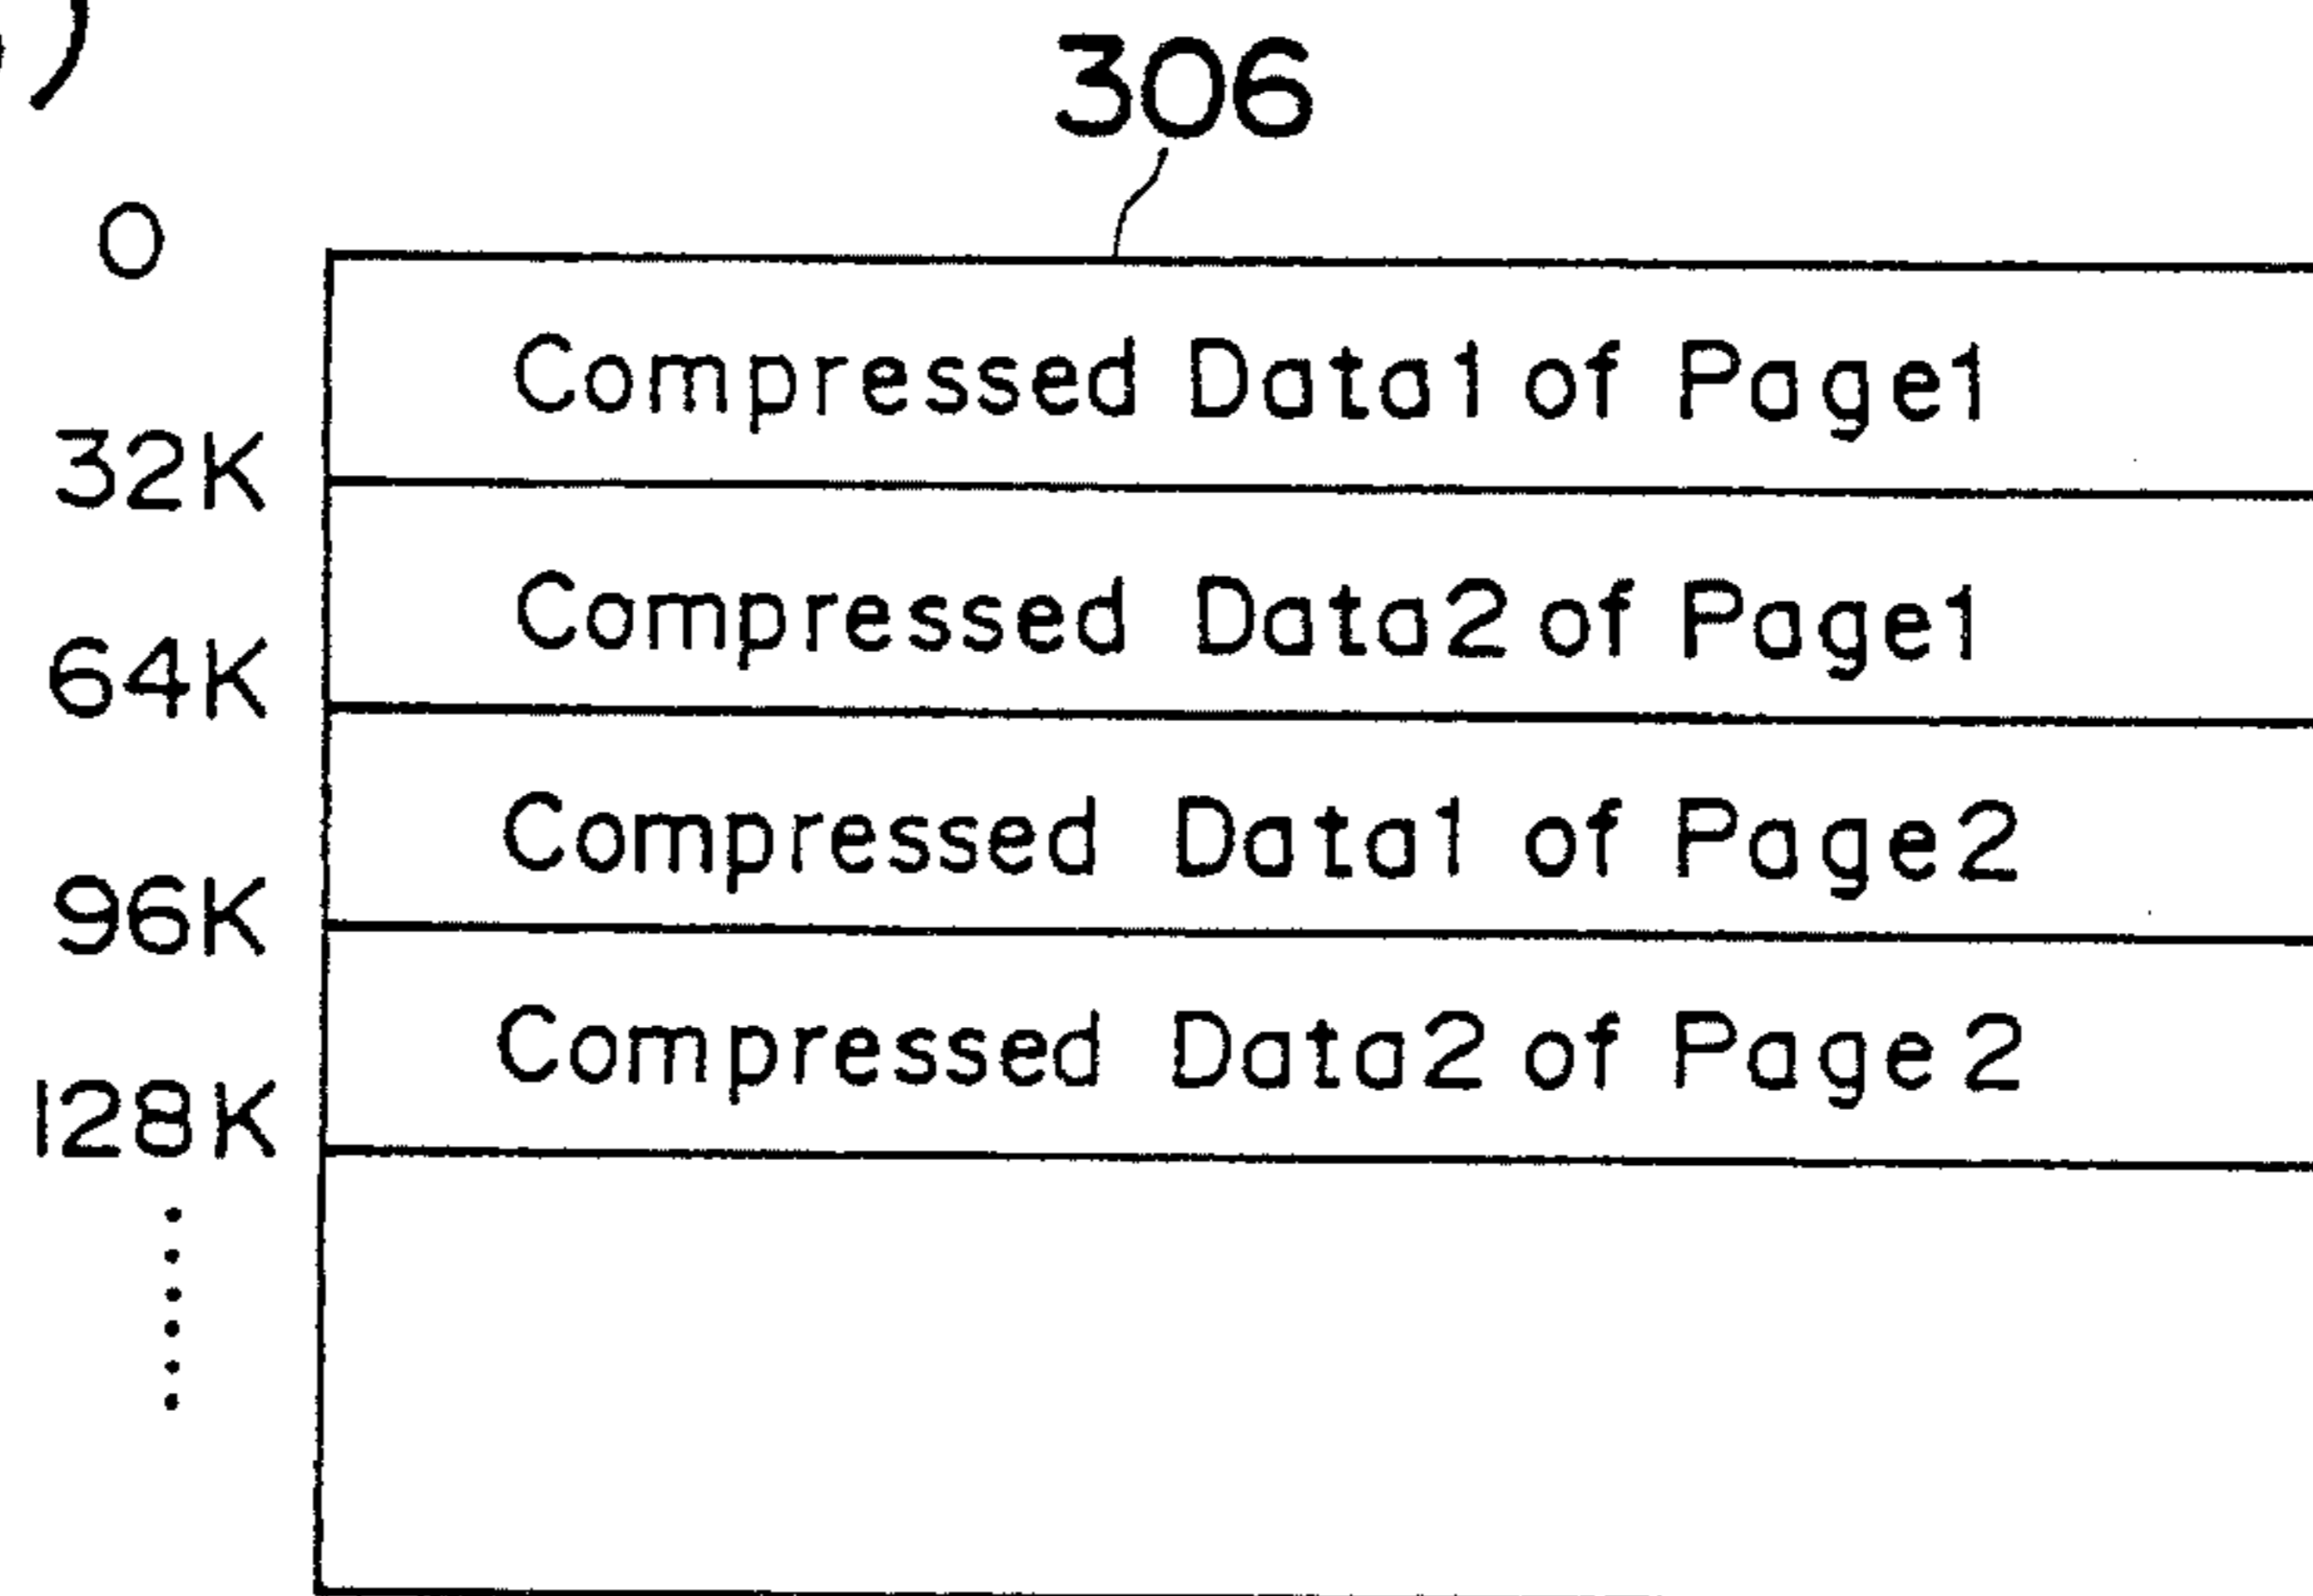 )
306
0
Compressed Data1 of Page1
32K
Compressed Data2 of Page1
64K
Compressed Data1 of Page2
96K
Compressed Data2 of Page2
128K